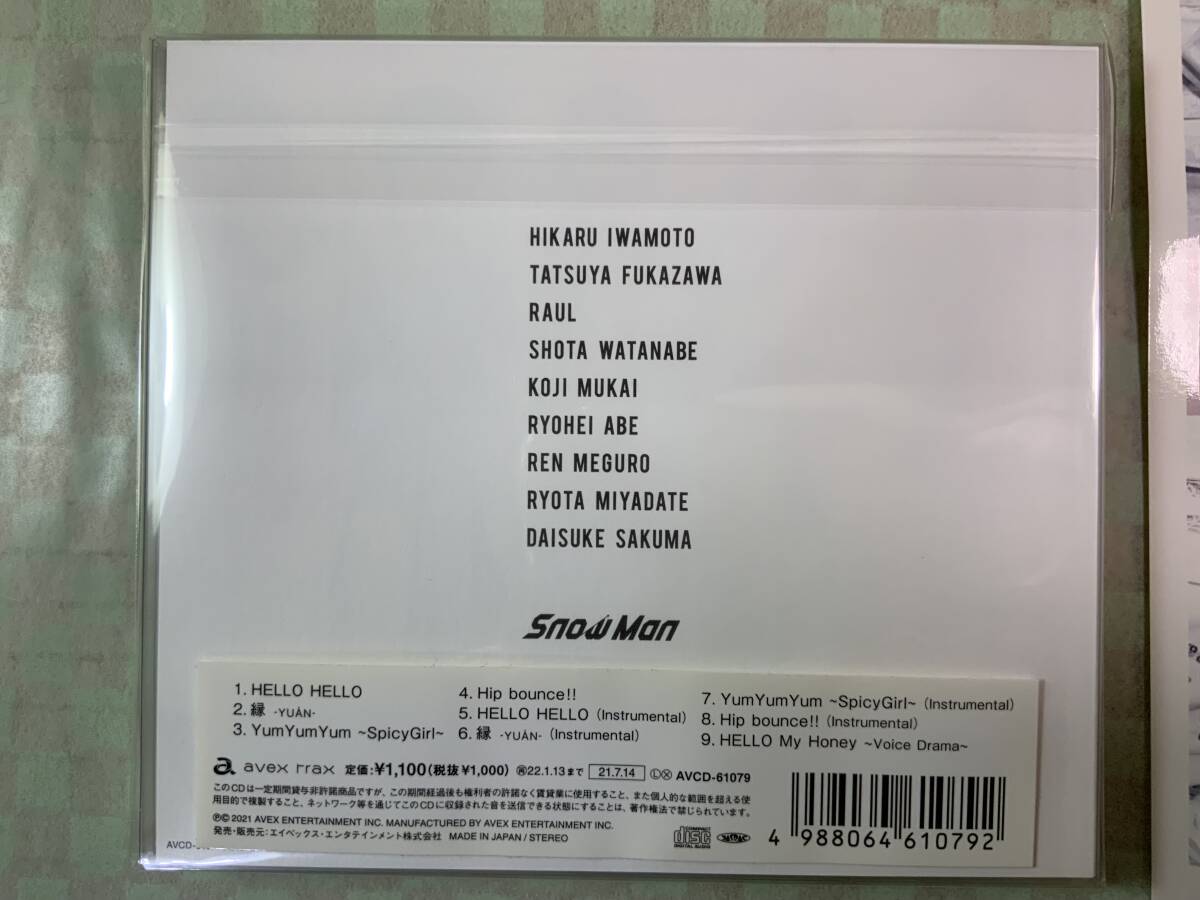 HIKARU IWAMOTO
TATSUYA FUKAZAWA
RAUL
SHOTA WATANABE
KOJI MUKAI
RYOHEI ABE
REN MEGURO
RYOTA MIYADATE
DAISUKE SAKUMA
Snow Man
1. HELLO HELLO
2. 縁 -YUÁN-
3. YumYumYum ~SpicyGirl~
4. Hip bounce!!
5. HELLO HELLO (Instrumental)
6. 縁 -YUÁN- (Instrumental)
7. YumYumYum ~SpicyGirl~ (Instrumental)
8. Hip bounce!! (Instrumental)
9. HELLO My Honey ~Voice Drama~
a avex trax 定価:¥1,100(税抜¥1,000) ㊢22.1.13まで 21.7.14 ⓁⓍ AVCD-61079
このCDは一定期間貸与非許諾商品ですが、この期間経過後も権利者の許諾なく賃貸業に使用すること、また個人的な範囲を超える使
用目的で複製すること、ネットワーク等を通じてこのCDに収録された音を送信できる状態にすることは、著作権法で禁じられています。
ⓅⒸ 2021 AVEX ENTERTAINMENT INC. MANUFACTURED BY AVEX ENTERTAINMENT INC.
発売・販売元:エイベックス・エンタテインメント株式会社 MADE IN JAPAN / STEREO
COMPACT
disc
DIGITAL AUDIO
4 988064 610792